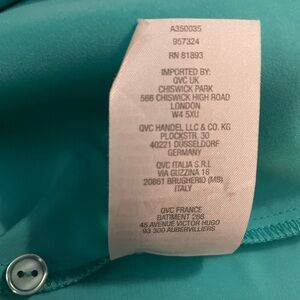 A350035
957324
RN 81893
IMPORTED BY:
QVC UK
CHISWICK PARK
566 CHISWICK HIGH ROAD
LONDON
W4 5XU
QVC HANDEL LLC & CO. KG
PLOCKSTR. 30
40221 DÜSSELDORF
GERMANY
QVC ITALIA S.R.L
VIA GUZZINA 18
20861 BRUGHERIO (MB)
ITALY
QVC FRANCE
BATIMENT 266
45 AVENUE VICTOR HUGO
93 300 AUBERVILLIERS